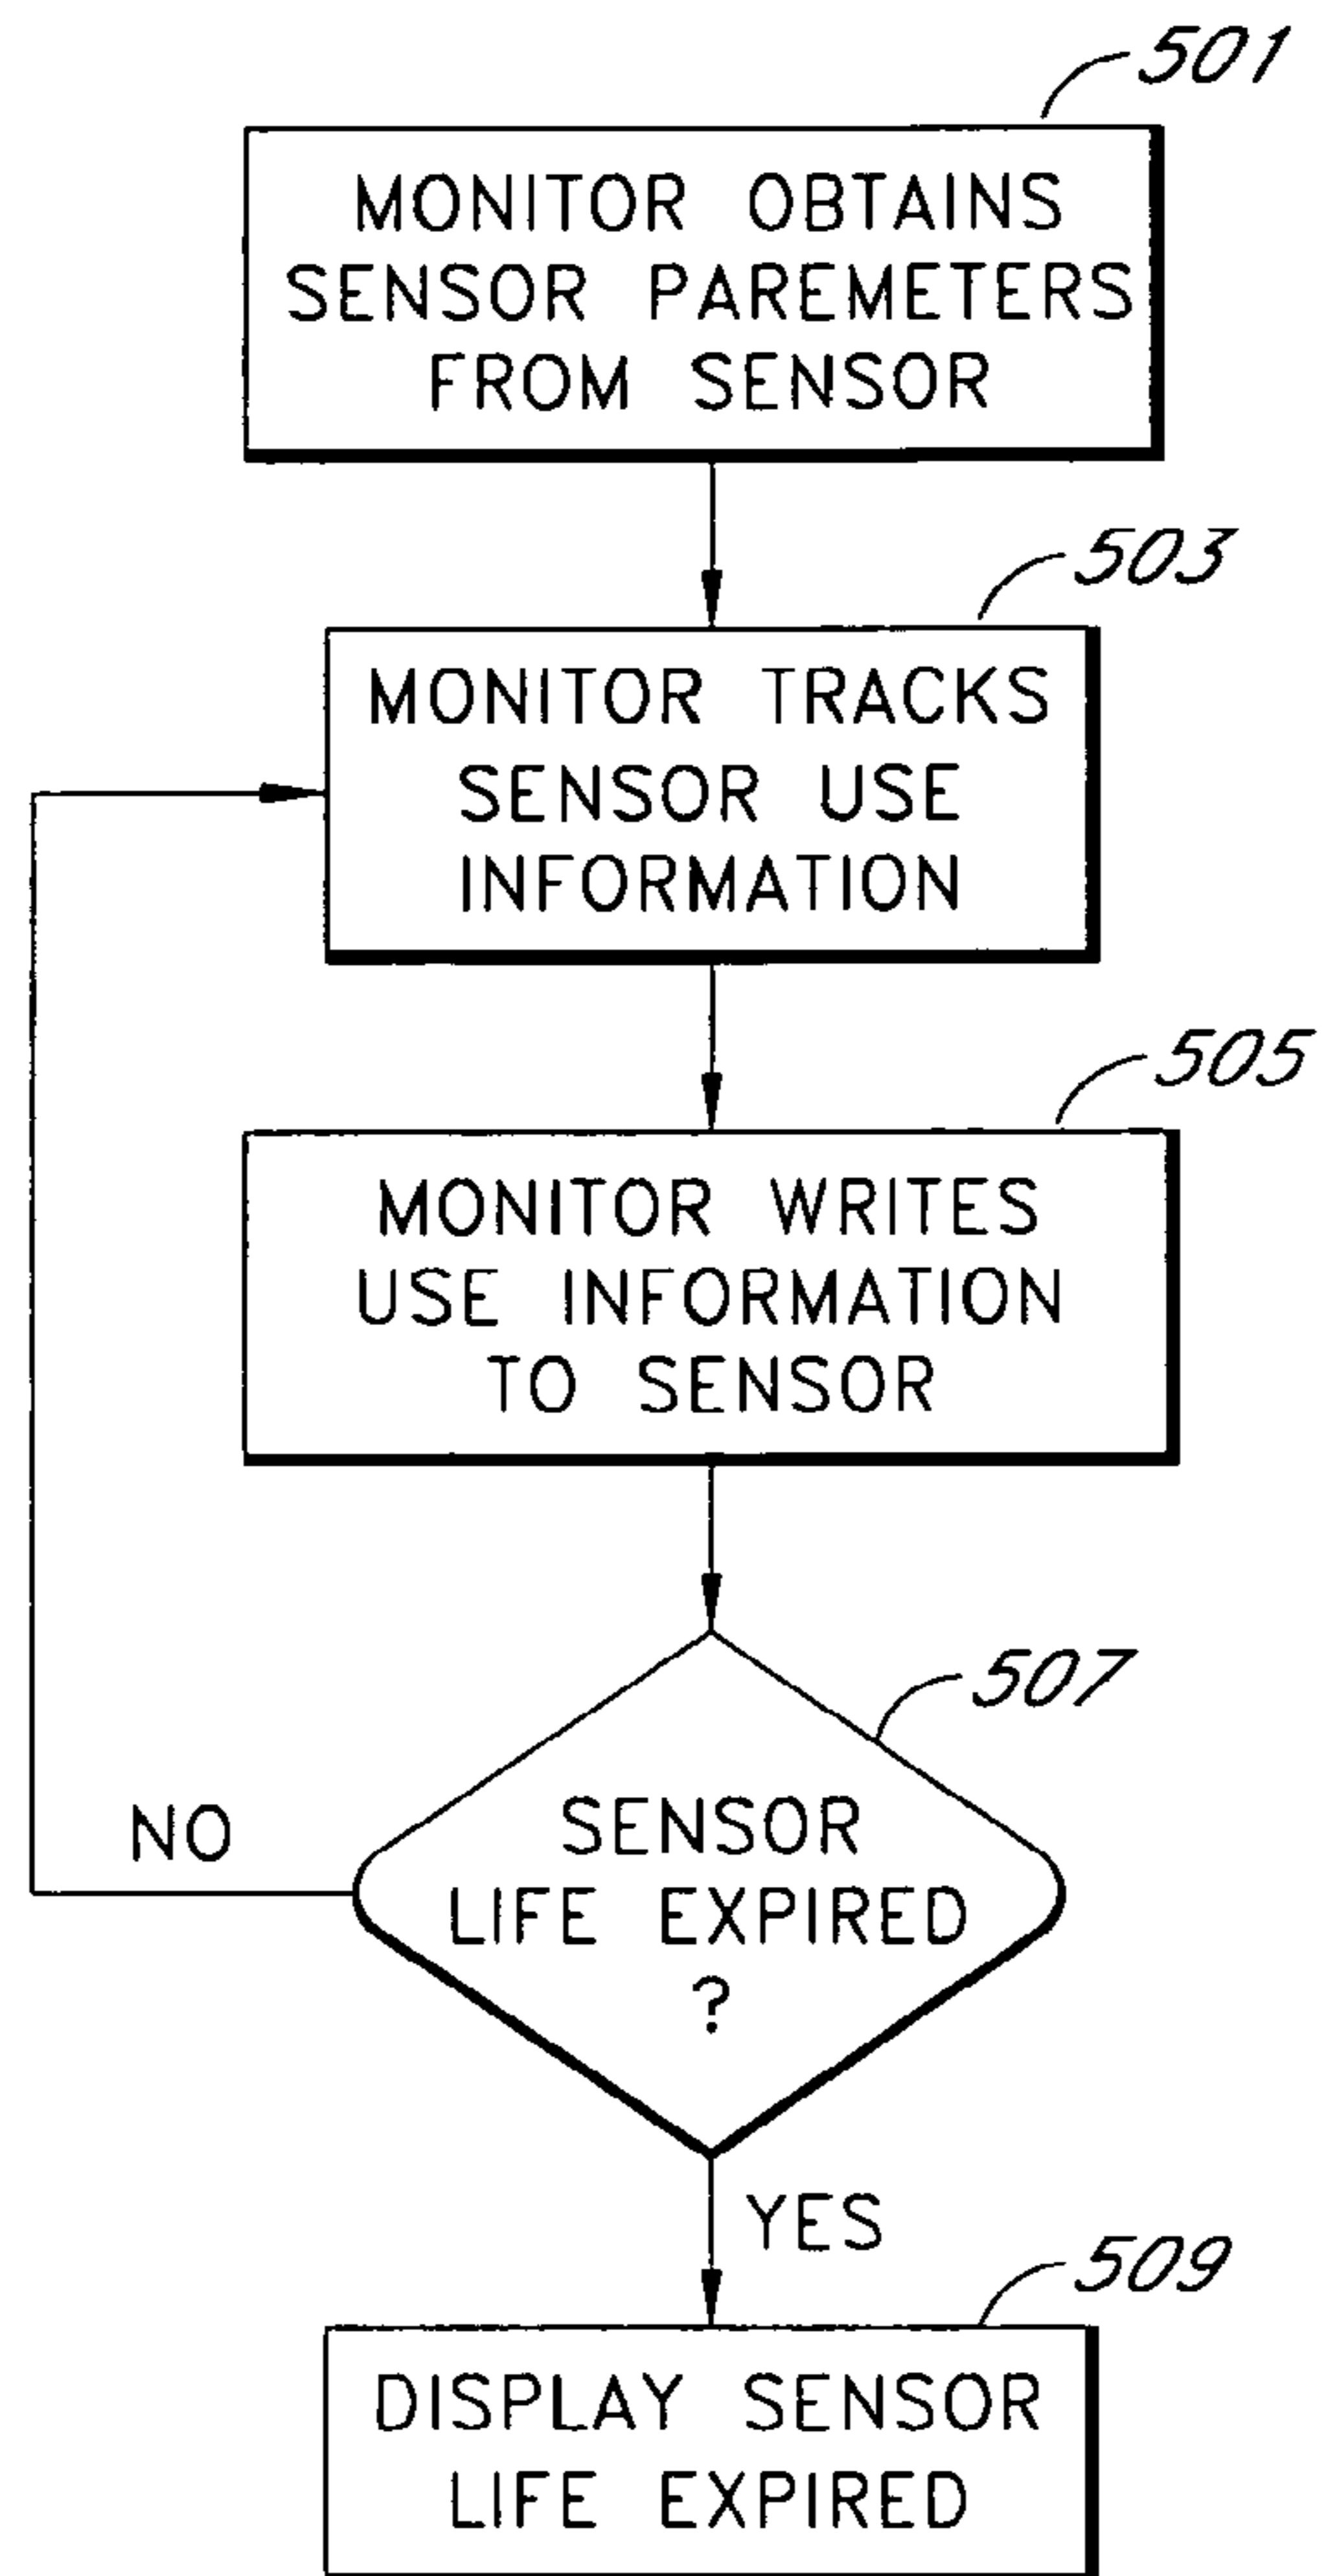 501
MONITOR OBTAINS
SENSOR PAREMETERS
FROM SENSOR
503
MONITOR TRACKS
SENSOR USE
INFORMATION
505
MONITOR WRITES
USE INFORMATION
TO SENSOR
507
SENSOR
LIFE EXPIRED
?
NO
YES
509
DISPLAY SENSOR
LIFE EXPIRED